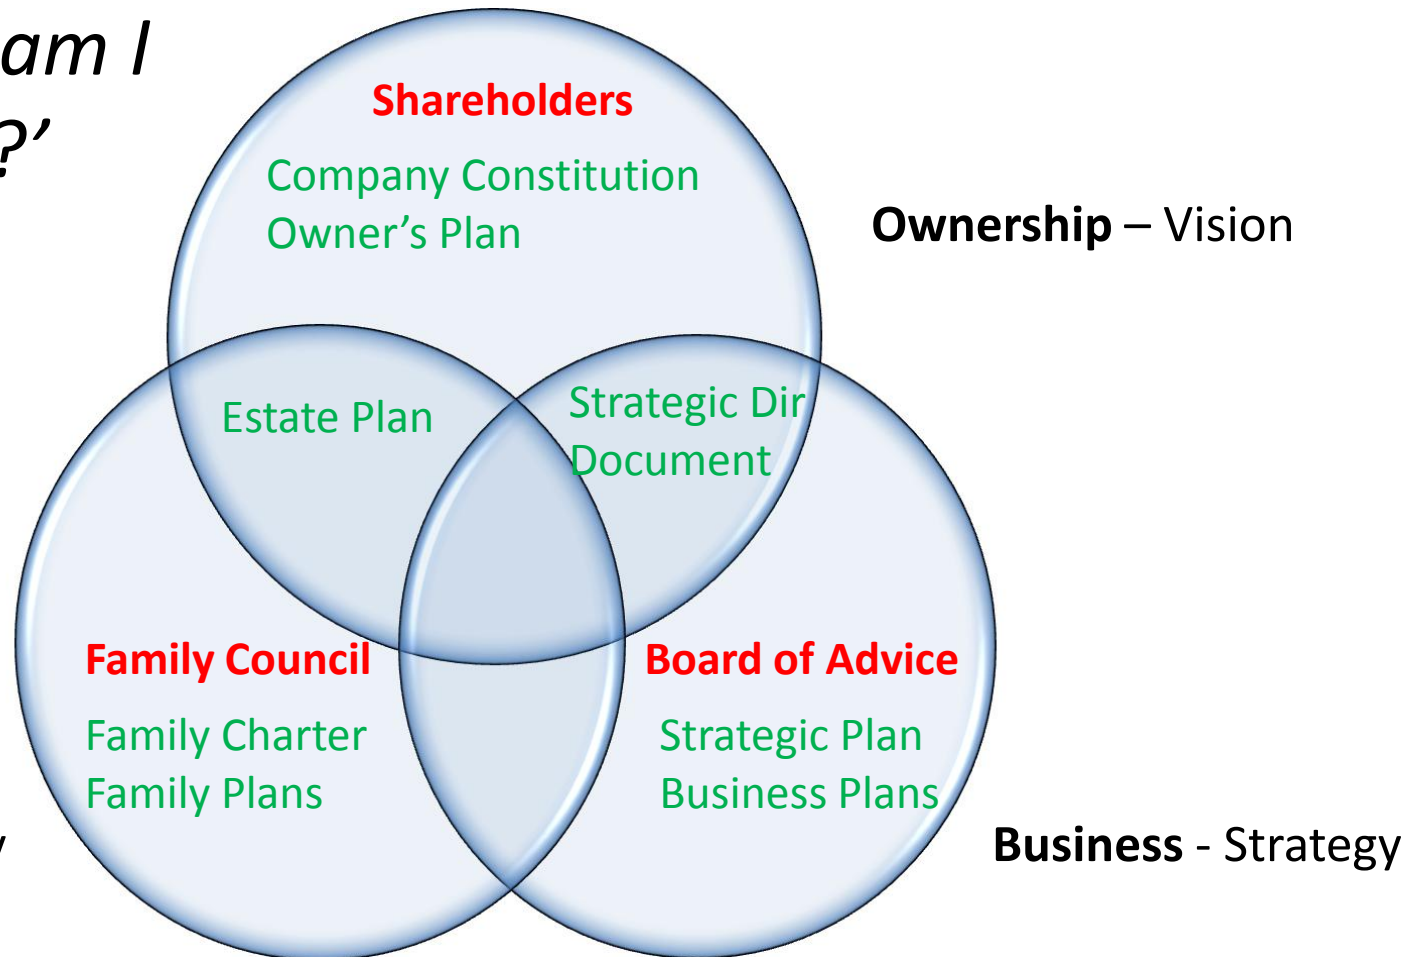 am I
?’
Shareholders
Company Constitution
Owner’s Plan
Ownership – Vision
Estate Plan
Strategic Dir
Document
Family Council
Family Charter
Family Plans
Board of Advice
Strategic Plan
Business Plans
Business - Strategy